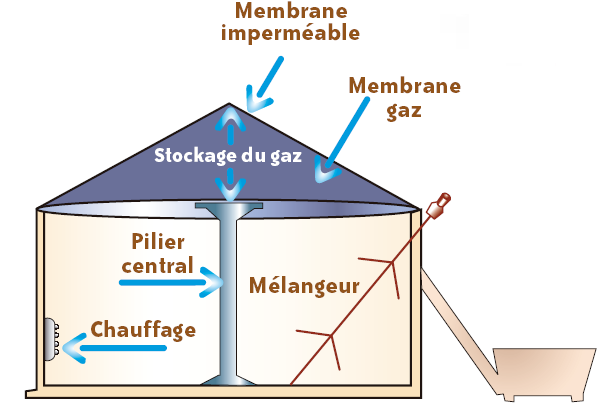 Membrane
imperméable
Membrane
gaz
Stockage du gaz
Pilier
central
Mélangeur
Chauffage